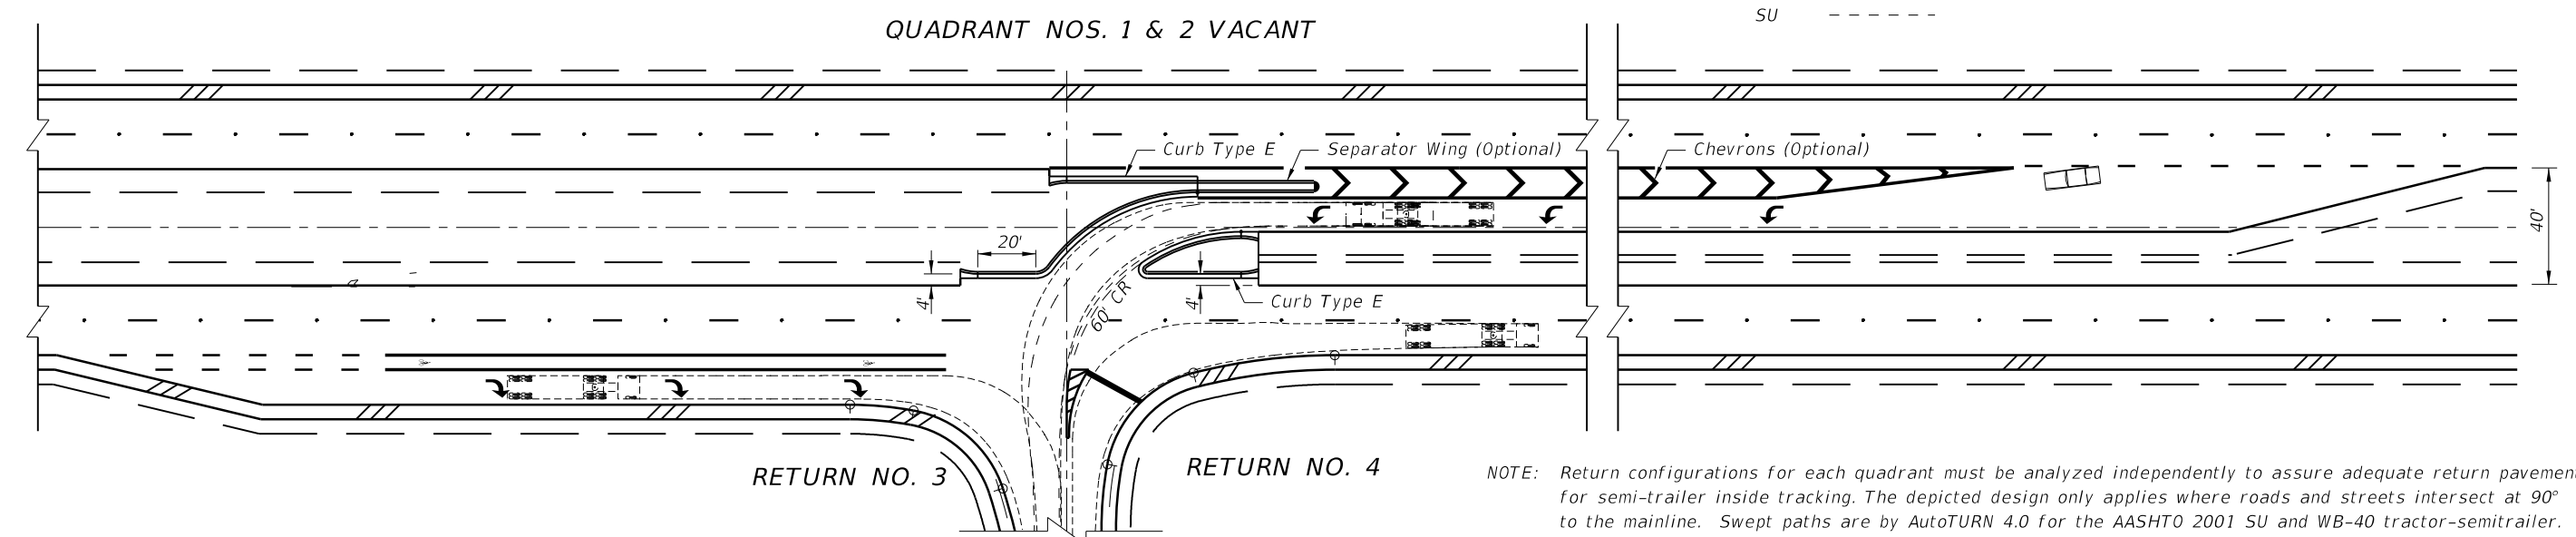 SU
QUADRANT NOS. 1 & 2 VACANT
Curb Type E
Separator Wing (Optional)
Chevrons (Optional)
20'
40'
4'
60' CR
4'
Curb Type E
RETURN NO. 3
RETURN NO. 4
NOTE: Return configurations for each quadrant must be analyzed independently to assure adequate return pavemen
for semi-trailer inside tracking. The depicted design only applies where roads and streets intersect at 90°
to the mainline. Swept paths are by AutoTURN 4.0 for the AASHTO 2001 SU and WB-40 tractor-semitrailer.